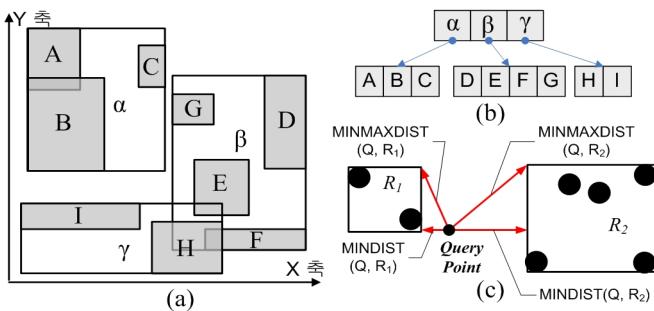 Y 축
A
C
B
α
G
D
β
E
I
H
F
γ
X 축
(a)
α β γ
A B C
D E F G
H I
(b)
MINMAXDIST
(Q, R1)
MINMAXDIST
(Q, R2)
R1
R2
MINDIST
(Q, R1)
Query
Point
MINDIST(Q, R2)
(c)